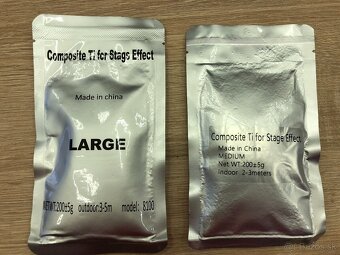 Composite Ti for Stags Effect
Made in china
LARGE
NETWT:200±5g outdoor:3-5m model: 8200
Composite Ti for Stage Effect
Made in China
MEDIUM
Net WT:200±5g
Indoor: 2-3meters